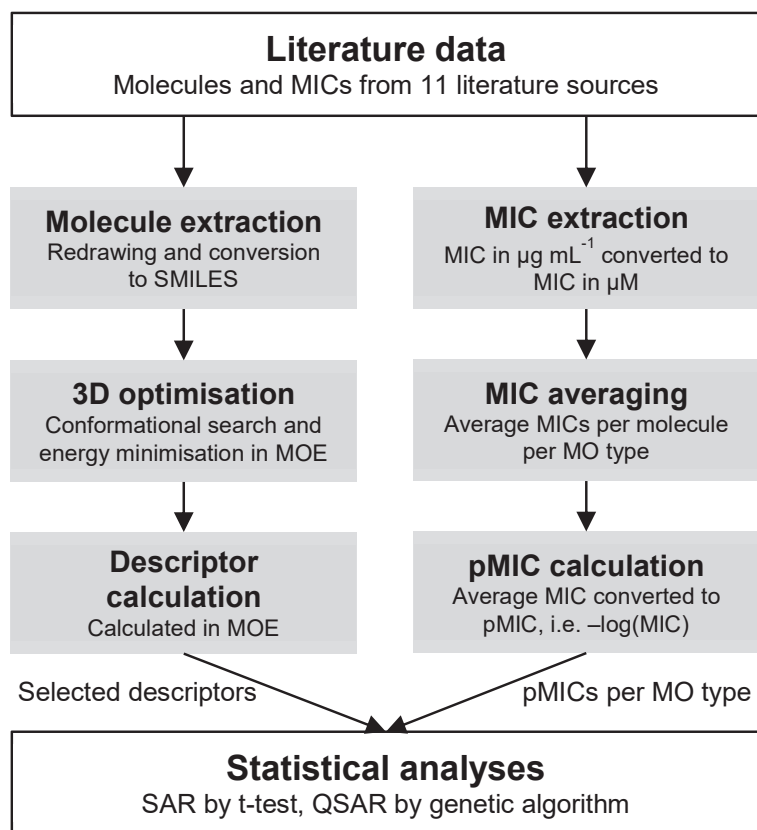 Literature data
Molecules and MICs from 11 literature sources
Molecule extraction
Redrawing and conversion
to SMILES
MIC extraction
MIC in µg mL⁻¹ converted to
MIC in µM
3D optimisation
Conformational search and
energy minimisation in MOE
MIC averaging
Average MICs per molecule
per MO type
Descriptor
calculation
Calculated in MOE
pMIC calculation
Average MIC converted to
pMIC, i.e. –log(MIC)
Selected descriptors
pMICs per MO type
Statistical analyses
SAR by t-test, QSAR by genetic algorithm